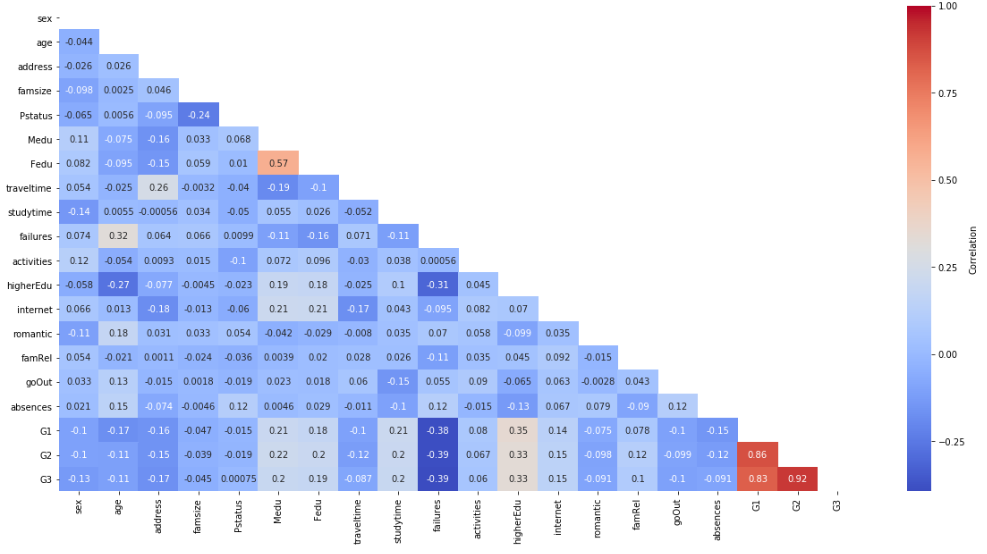 sex
age -0.044
address -0.026 0.026
famsize -0.098 0.0025 0.046
Pstatus -0.065 0.0056 -0.095 -0.24
Medu 0.11 -0.075 -0.16 0.033 0.068
Fedu 0.082 -0.095 -0.15 0.059 0.01 0.57
traveltime 0.054 -0.025 0.26 -0.0032 -0.04 -0.19 -0.1
studytime -0.14 0.0055 -0.00056 0.034 -0.05 0.055 0.026 -0.052
failures 0.074 0.32 0.064 0.066 0.0099 -0.11 -0.16 0.071 -0.11
activities 0.12 -0.054 0.0093 0.015 -0.1 0.072 0.096 -0.03 0.038 0.00056
higherEdu -0.058 -0.27 -0.077 -0.0045 -0.023 0.19 0.18 -0.025 0.1 -0.31 0.045
internet 0.066 0.013 -0.18 -0.013 -0.06 0.21 0.21 -0.17 0.043 -0.095 0.082 0.07
romantic -0.11 0.18 0.031 0.033 0.054 -0.042 -0.029 -0.008 0.035 0.07 0.058 -0.099 0.035
famRel 0.054 -0.021 0.0011 -0.024 -0.036 0.0039 0.02 0.028 0.026 -0.11 0.035 0.045 0.092 -0.015
goOut 0.033 0.13 -0.015 0.0018 -0.019 0.023 0.018 0.06 -0.15 0.055 0.09 -0.065 0.063 -0.0028 0.043
absences 0.021 0.15 -0.074 -0.0046 0.12 0.0046 0.029 -0.011 -0.1 0.12 -0.015 -0.13 0.067 0.079 -0.09 0.12
G1 -0.1 -0.17 -0.16 -0.047 -0.015 0.21 0.18 -0.1 0.21 -0.38 0.08 0.35 0.14 -0.075 0.078 -0.1 -0.15
G2 -0.1 -0.11 -0.15 -0.039 -0.019 0.22 0.2 -0.12 0.2 -0.39 0.067 0.33 0.15 -0.098 0.12 -0.099 -0.12 0.86
G3 -0.13 -0.11 -0.17 -0.045 0.00075 0.2 0.19 -0.087 0.2 -0.39 0.06 0.33 0.15 -0.091 0.1 -0.1 -0.091 0.83 0.92
sex age address famsize Pstatus Medu Fedu traveltime studytime failures activities higherEdu internet romantic famRel goOut absences G1 G2 G3
1.00
0.75
0.50
0.25
0.00
-0.25
Correlation